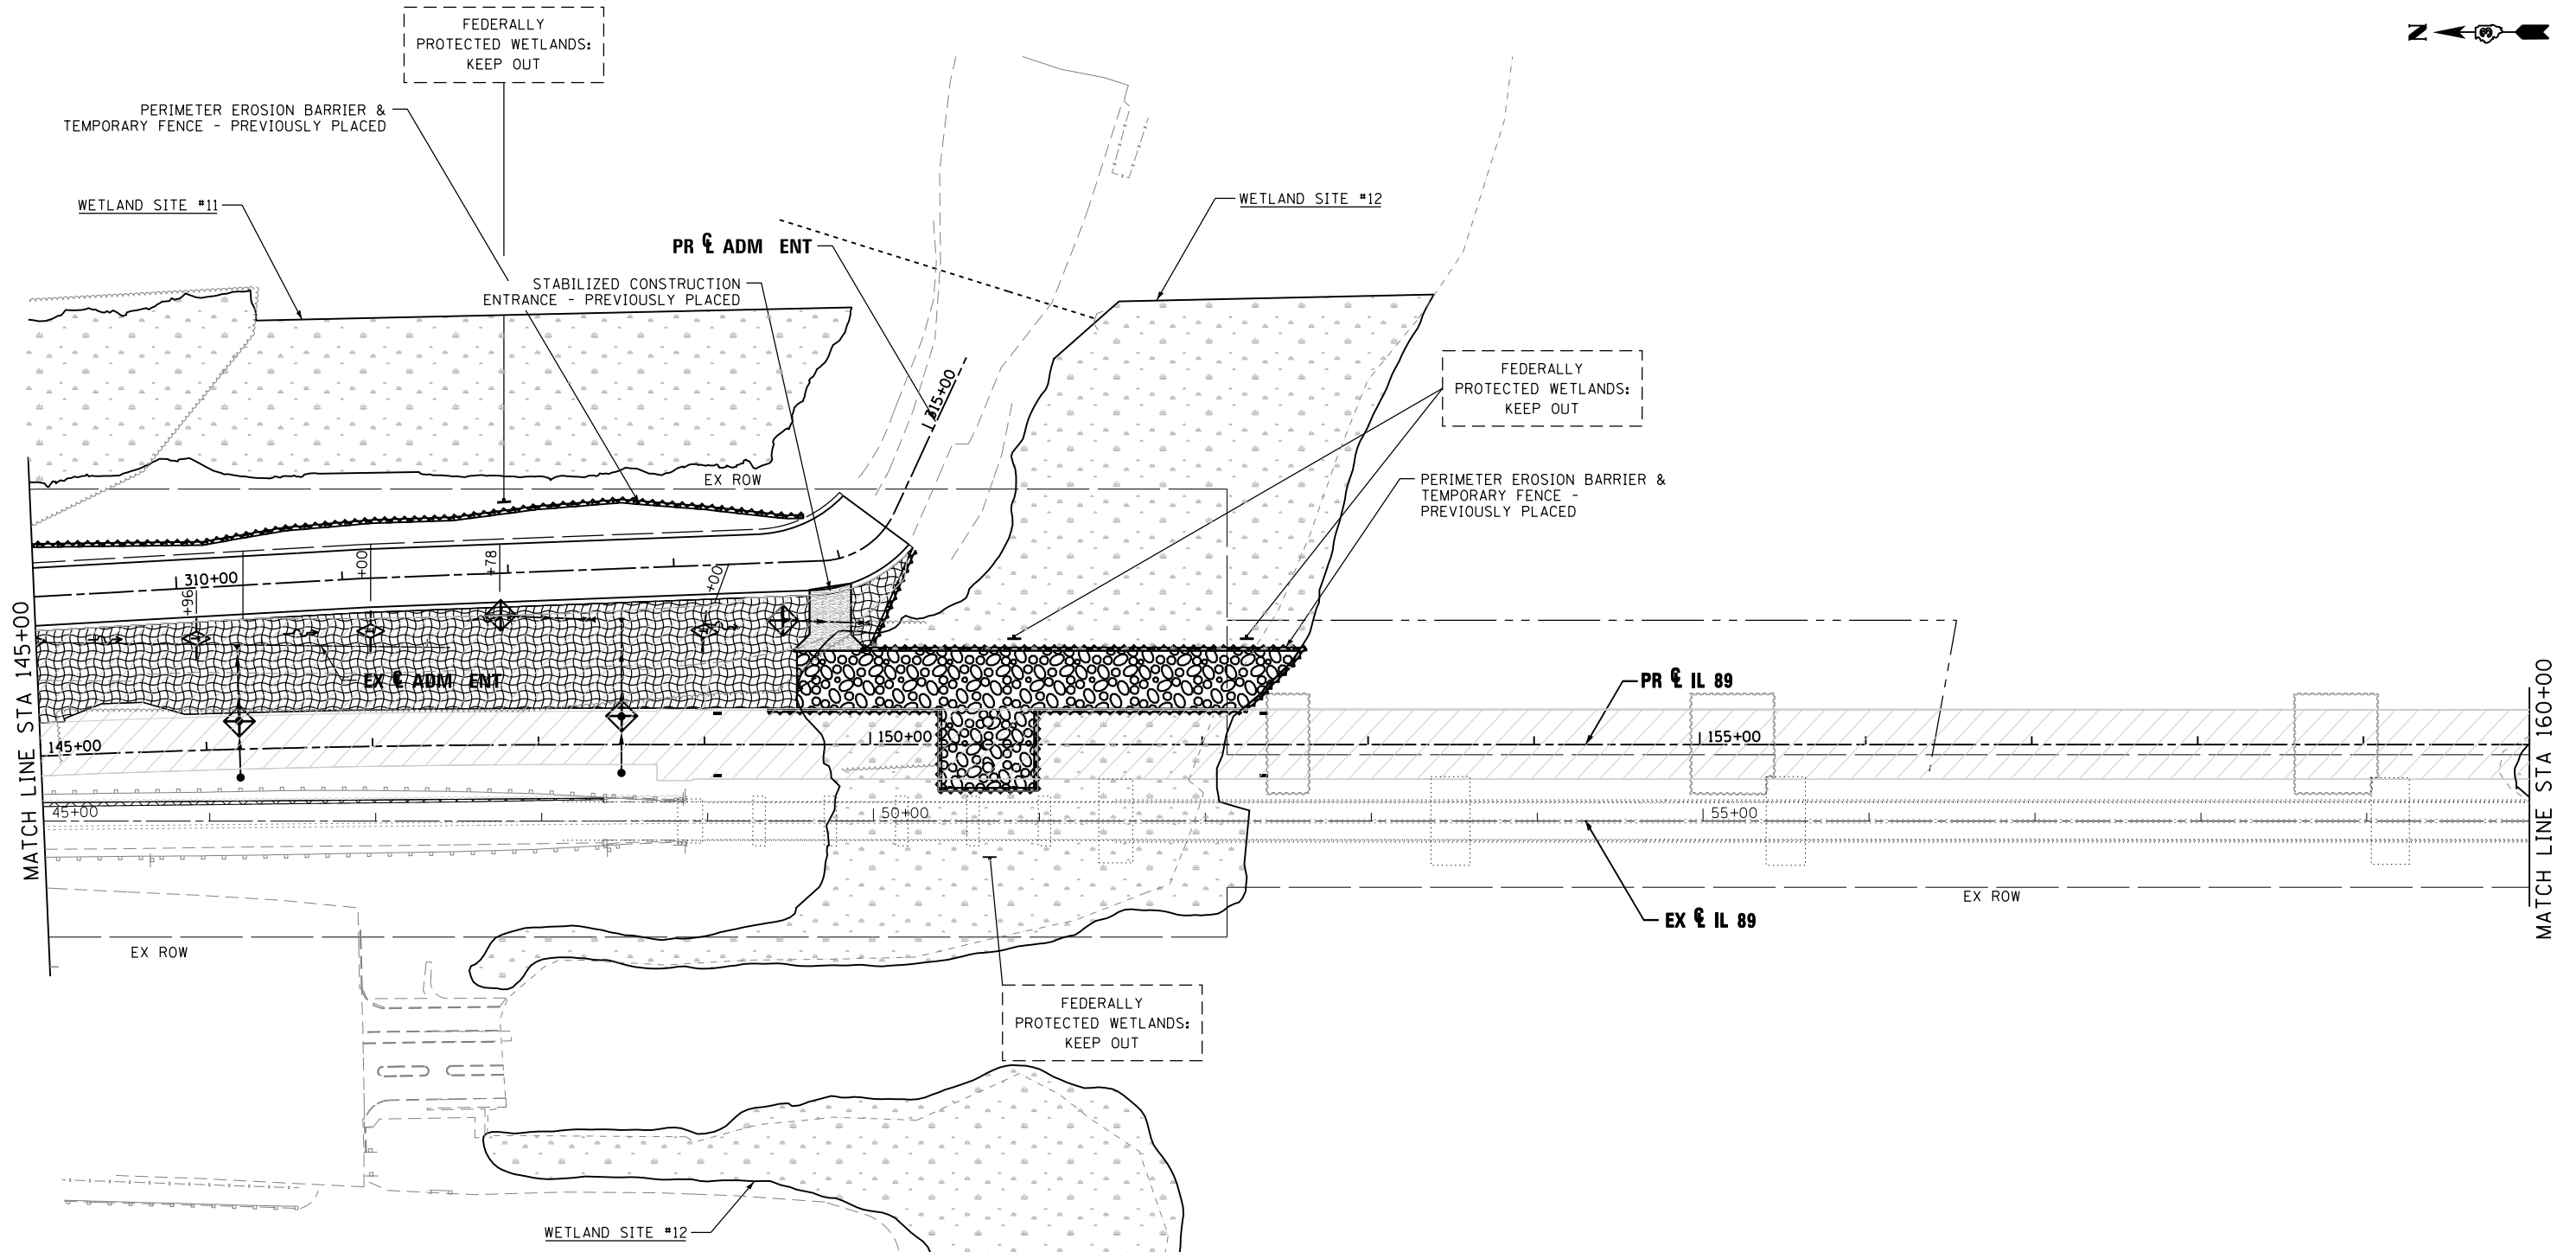 FEDERALLY
PROTECTED WETLANDS:
KEEP OUT
N
PERIMETER EROSION BARRIER &
TEMPORARY FENCE - PREVIOUSLY PLACED
WETLAND SITE #11
WETLAND SITE #12
PR ℄ ADM ENT
STABILIZED CONSTRUCTION
ENTRANCE - PREVIOUSLY PLACED
315+00
FEDERALLY
PROTECTED WETLANDS:
KEEP OUT
EX ROW
PERIMETER EROSION BARRIER &
TEMPORARY FENCE -
PREVIOUSLY PLACED
310+00
+96
+00
+78
+00
MATCH LINE STA 145+00
EX ℄ ADM ENT
PR ℄ IL 89
145+00
150+00
155+00
MATCH LINE STA 160+00
45+00
50+00
55+00
EX ROW
EX ℄ IL 89
EX ROW
FEDERALLY
PROTECTED WETLANDS:
KEEP OUT
WETLAND SITE #12